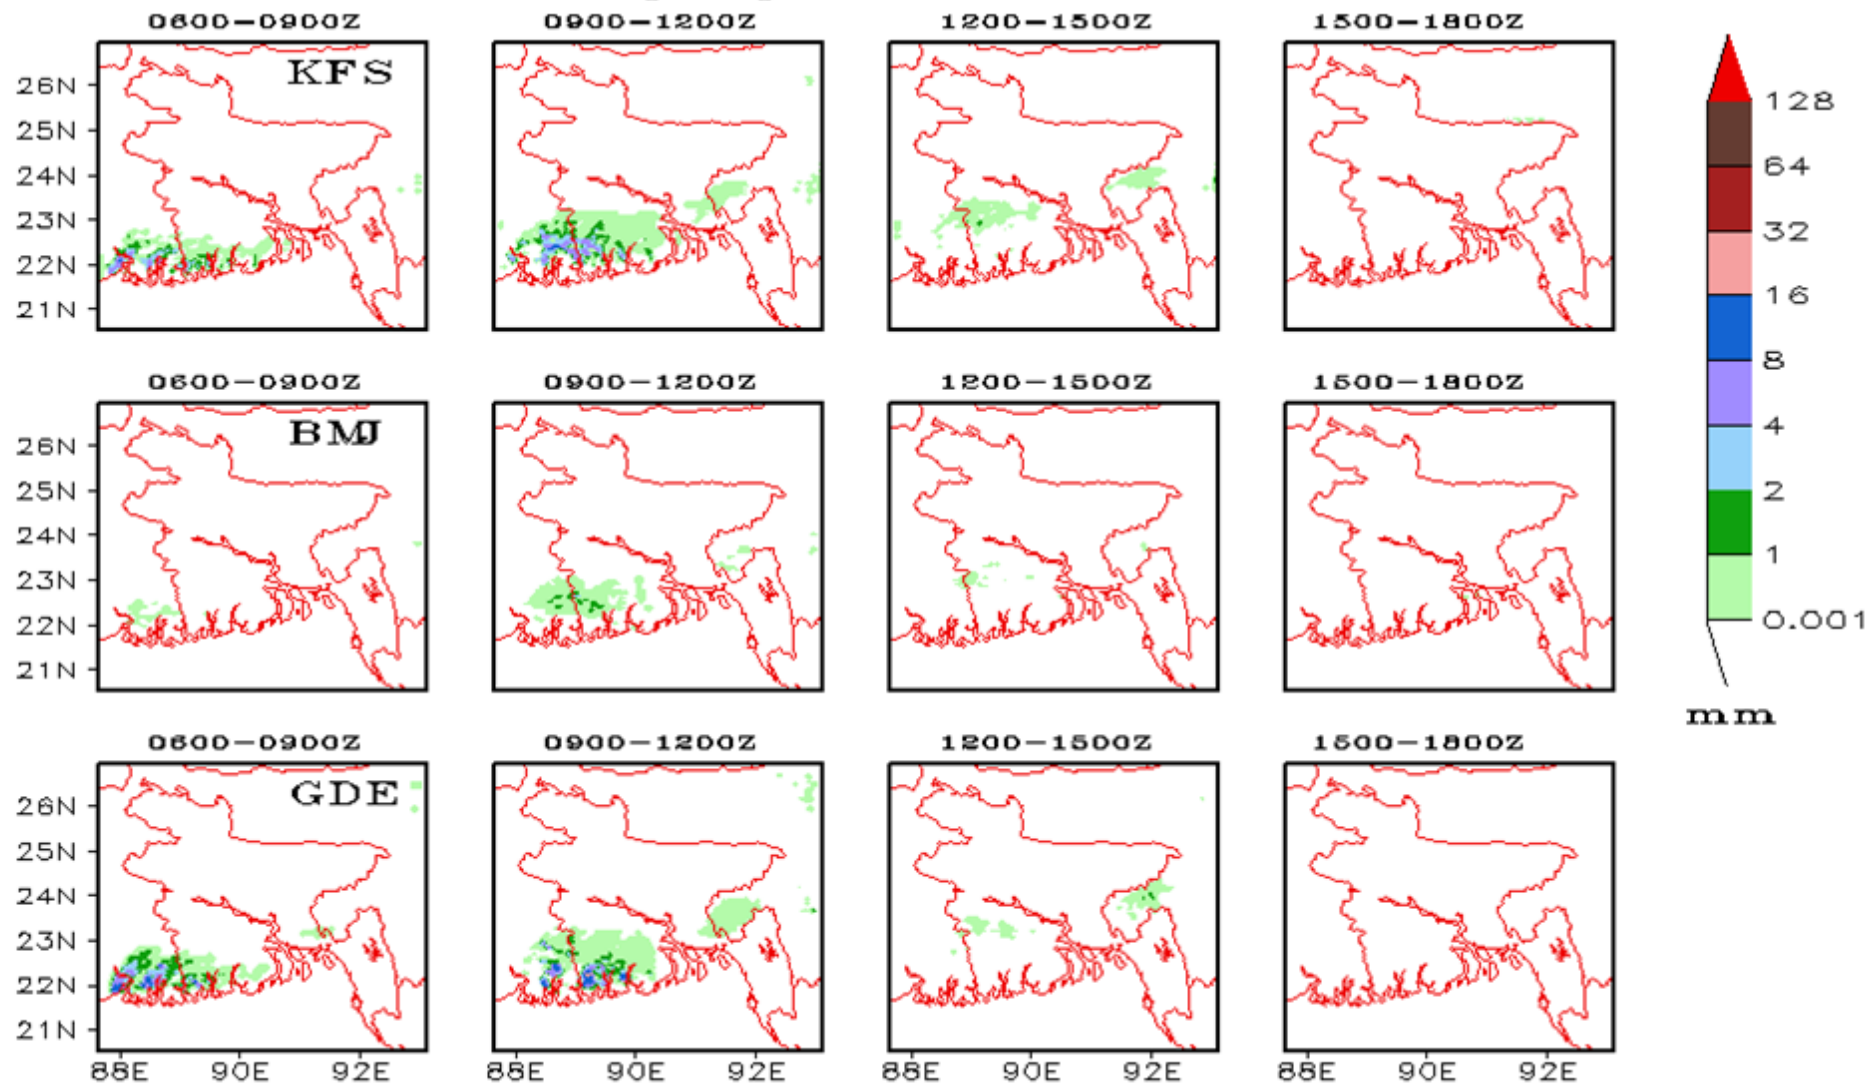 0600-0900Z 0900-1200Z 1200-1500Z 1500-1800Z
KFS
26N
25N
24N
23N
22N
21N
0600-0900Z 0900-1200Z 1200-1500Z 1500-1800Z
BMJ
26N
25N
24N
23N
22N
21N
0600-0900Z 0900-1200Z 1200-1500Z 1500-1800Z
GDE
26N
25N
24N
23N
22N
21N
88E 90E 92E 88E 90E 92E 88E 90E 92E 88E 90E 92E
128
64
32
16
8
4
2
1
0.001
mm